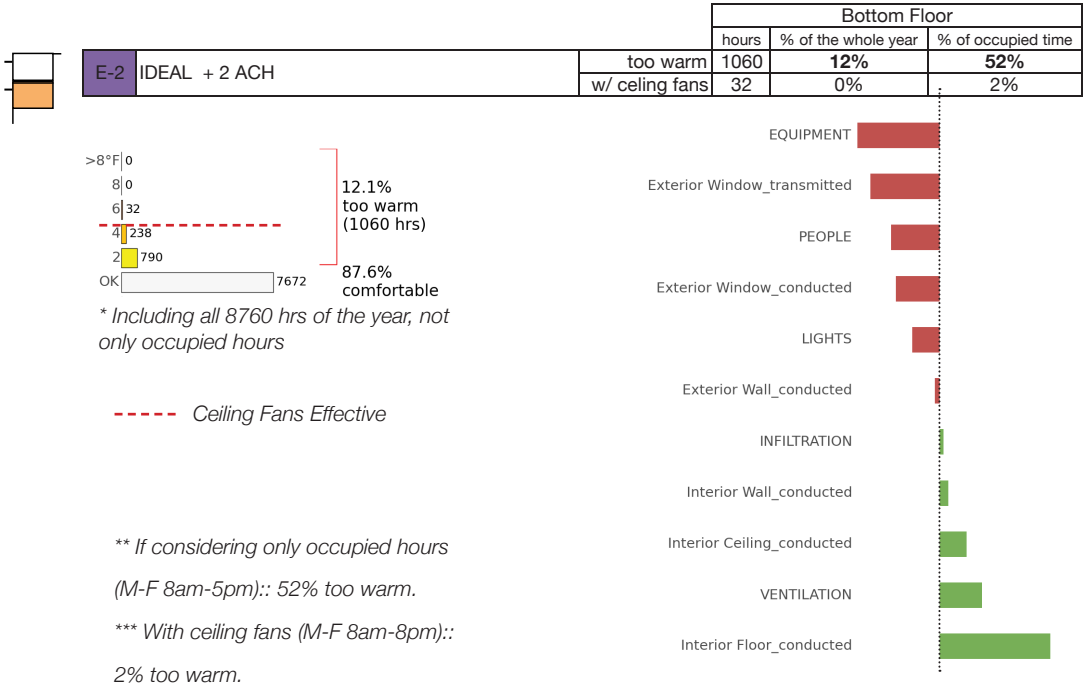 Bottom Floor
hours % of the whole year % of occupied time
E-2 IDEAL + 2 ACH too warm 1060 12% 52%
w/ celing fans 32 0% 2%
>8°F 0
8 0
6 32
4 238
2 790
OK 7672
12.1%
too warm
(1060 hrs)
87.6%
comfortable
* Including all 8760 hrs of the year, not
only occupied hours
Ceiling Fans Effective
** If considering only occupied hours
(M-F 8am-5pm):: 52% too warm.
*** With ceiling fans (M-F 8am-8pm)::
2% too warm.
EQUIPMENT
Exterior Window_transmitted
PEOPLE
Exterior Window_conducted
LIGHTS
Exterior Wall_conducted
INFILTRATION
Interior Wall_conducted
Interior Ceiling_conducted
VENTILATION
Interior Floor_conducted